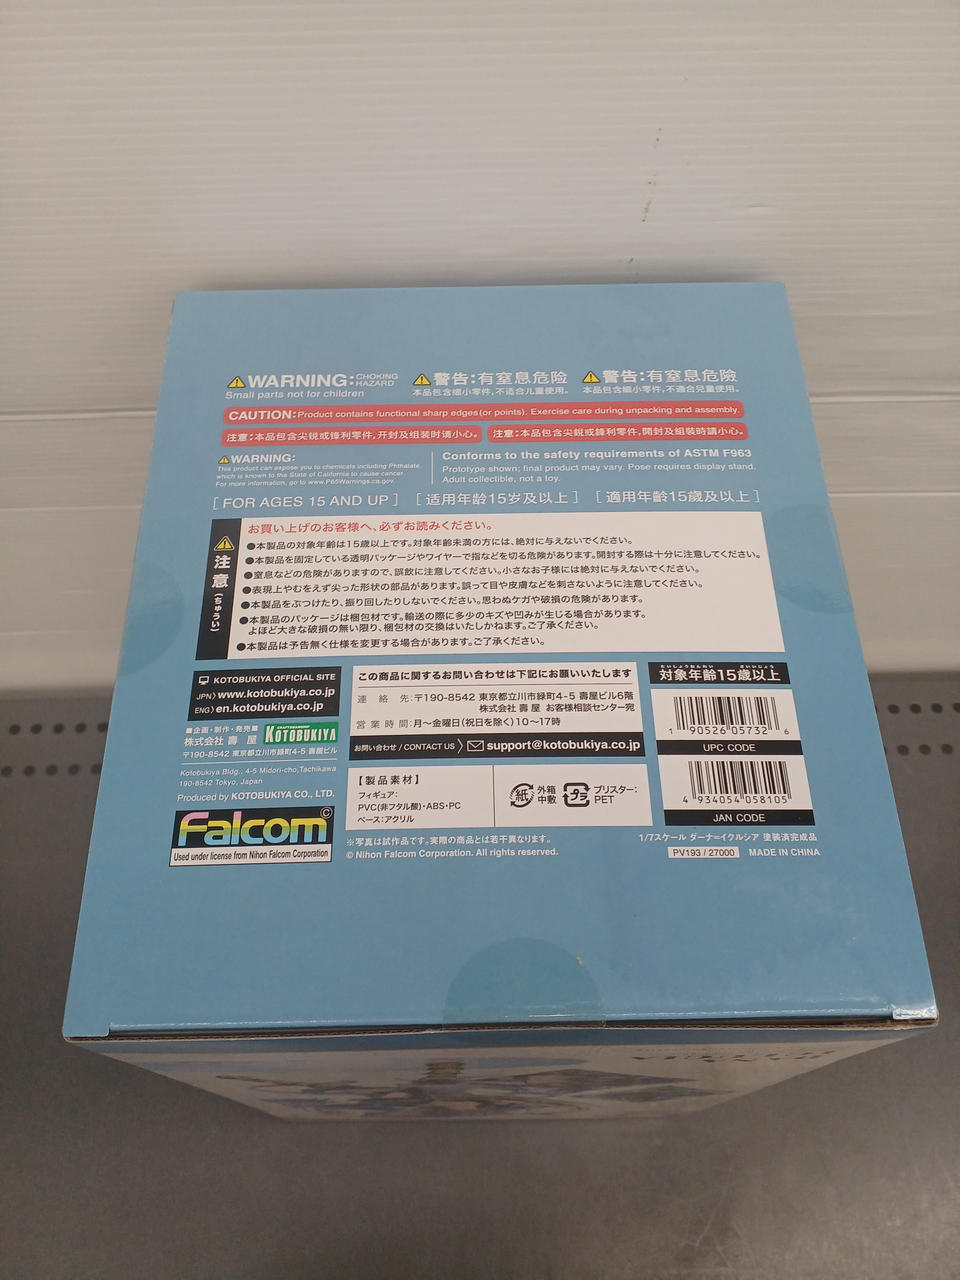 WARNING: CHOKING HAZARD
Small parts not for children
警告:有窒息危险
本品包含细小零件,不适合儿童使用。
警告:有窒息危險
本品包含細小零件,不適合兒童使用。
CAUTION: Product contains functional sharp edges (or points). Exercise care during unpacking and assembly.
注意:本品包含尖锐或锋利零件,开封及组装时请小心。
注意:本品包含尖銳或鋒利零件,開封及組裝時請小心。
WARNING:
This product can expose you to chemicals including Phthalate,
which is known to the State of California to cause cancer.
For more information, go to www.P65Warnings.ca.gov.
Conforms to the safety requirements of ASTM F963
Prototype shown; final product may vary. Pose requires display stand.
Adult collectible, not a toy.
[FOR AGES 15 AND UP] [适用年龄15岁及以上] [適用年齡15歲及以上]
注意(ちゅうい)
お買い上げのお客様へ、必ずお読みください。
●本製品の対象年齢は15歳以上です。対象年齢未満の方には、絶対に与えないでください。
●本製品を固定している透明パッケージやワイヤーで指などを切る危険があります。開封する際は十分に注意してください。
●窒息などの危険がありますので、誤飲に注意してください。小さなお子様には絶対に与えないでください。
●表現上やむをえず尖った形状の部品があります。誤って目や皮膚などを刺さないように注意してください。
●本製品をぶつけたり、振り回したりしないでください。思わぬケガや破損の危険があります。
●本製品のパッケージは梱包材です。輸送の際に多少のキズや凹みが生じる場合があります。
よほど大きな破損の無い限り、梱包材の交換はいたしかねます。ご了承ください。
●本製品は予告無く仕様を変更する場合があります。ご了承ください。
KOTOBUKIYA OFFICIAL SITE
JPN〉www.kotobukiya.co.jp
ENG〉en.kotobukiya.co.jp
■企画・制作・発売■
株式会社 壽 屋
KOTOBUKIYA
〒190-8542 東京都立川市緑町4-5 壽屋ビル
Kotobukiya Bldg., 4-5 Midori-cho, Tachikawa
190-8542 Tokyo, Japan
Produced by KOTOBUKIYA CO., LTD.
Falcom ©
Used under license from Nihon Falcom Corporation
この商品に関するお問い合わせは下記にお願いいたします
連 絡 先:〒190-8542 東京都立川市緑町4-5 壽屋ビル6階
株式会社 壽 屋 お客様相談センター宛
営業時間:月〜金曜日(祝日を除く)10〜17時
お問い合わせ / CONTACT US 〉 support@kotobukiya.co.jp
【製品素材】
フィギュア:
PVC(非フタル酸)・ABS・PC
ベース:アクリル
紙
外箱
中敷
プラ
ブリスター:
PET
※写真は試作品です。実際の商品とは若干異なります。
© Nihon Falcom Corporation. All rights reserved.
たいしょうねんれい さいいじょう
対象年齢15歳以上
1 90526 05732 6
UPC CODE
4 934054 058105
JAN CODE
1/7スケール ダーナ=イクルシア 塗装済完成品
PV193 / 27000 MADE IN CHINA